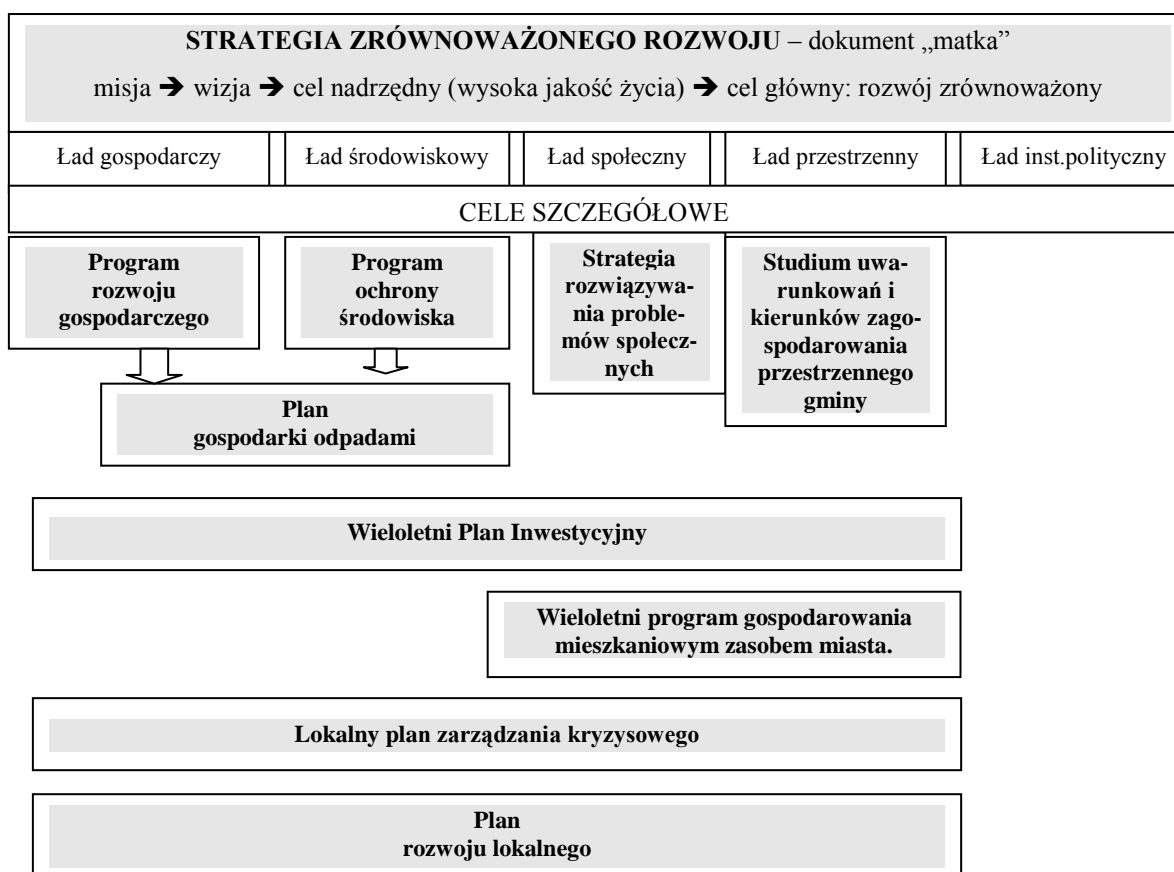 STRATEGIA ZRÓWNOWAŻONEGO ROZWOJU – dokument „matka”
misja ➔ wizja ➔ cel nadrzędny (wysoka jakość życia) ➔ cel główny: rozwój zrównoważony
Ład gospodarczy
Ład środowiskowy
Ład społeczny
Ład przestrzenny
Ład inst.polityczny
CELE SZCZEGÓŁOWE
Program
rozwoju
gospodarczego
Program
ochrony
środowiska
Strategia
rozwiązywa-
nia proble-
mów społecz-
nych
Studium uwa-
runkowań i
kierunków zago-
spodarowania
przestrzennego
gminy
Plan
gospodarki odpadami
Wieloletni Plan Inwestycyjny
Wieloletni program gospodarowania
mieszkaniowym zasobem miasta.
Lokalny plan zarządzania kryzysowego
Plan
rozwoju lokalnego